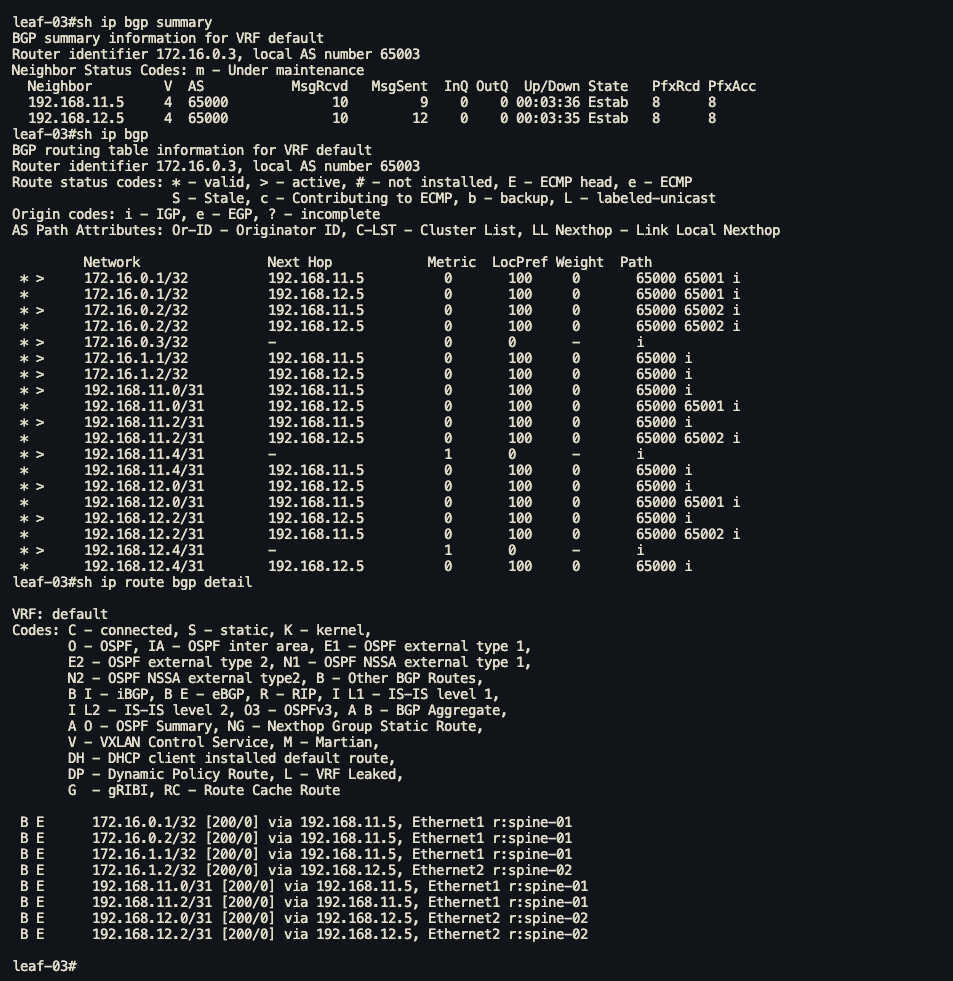 leaf-03#sh ip bgp summary
BGP summary information for VRF default
Router identifier 172.16.0.3, local AS number 65003
Neighbor Status Codes: m - Under maintenance
  Neighbor         V  AS           MsgRcvd   MsgSent  InQ OutQ  Up/Down State   PfxRcd PfxAcc
  192.168.11.5     4  65000             10         9    0    0 00:03:36 Estab   8      8
  192.168.12.5     4  65000             10        12    0    0 00:03:35 Estab   8      8
leaf-03#sh ip bgp
BGP routing table information for VRF default
Router identifier 172.16.0.3, local AS number 65003
Route status codes: * - valid, > - active, # - not installed, E - ECMP head, e - ECMP
                    S - Stale, c - Contributing to ECMP, b - backup, L - labeled-unicast
Origin codes: i - IGP, e - EGP, ? - incomplete
AS Path Attributes: Or-ID - Originator ID, C-LST - Cluster List, LL Nexthop - Link Local Nexthop

         Network                Next Hop            Metric  LocPref Weight  Path
 * >     172.16.0.1/32          192.168.11.5          0       100     0       65000 65001 i
 *       172.16.0.1/32          192.168.12.5          0       100     0       65000 65001 i
 * >     172.16.0.2/32          192.168.11.5          0       100     0       65000 65002 i
 *       172.16.0.2/32          192.168.12.5          0       100     0       65000 65002 i
 * >     172.16.0.3/32          -                     0       0       -       i
 * >     172.16.1.1/32          192.168.11.5          0       100     0       65000 i
 * >     172.16.1.2/32          192.168.12.5          0       100     0       65000 i
 * >     192.168.11.0/31        192.168.11.5          0       100     0       65000 i
 *       192.168.11.0/31        192.168.12.5          0       100     0       65000 65001 i
 * >     192.168.11.2/31        192.168.11.5          0       100     0       65000 i
 *       192.168.11.2/31        192.168.12.5          0       100     0       65000 65002 i
 * >     192.168.11.4/31        -                     1       0       -       i
 *       192.168.11.4/31        192.168.11.5          0       100     0       65000 i
 * >     192.168.12.0/31        192.168.12.5          0       100     0       65000 i
 *       192.168.12.0/31        192.168.11.5          0       100     0       65000 65001 i
 * >     192.168.12.2/31        192.168.12.5          0       100     0       65000 i
 *       192.168.12.2/31        192.168.11.5          0       100     0       65000 65002 i
 * >     192.168.12.4/31        -                     1       0       -       i
 *       192.168.12.4/31        192.168.12.5          0       100     0       65000 i
leaf-03#sh ip route bgp detail

VRF: default
Codes: C - connected, S - static, K - kernel,
       O - OSPF, IA - OSPF inter area, E1 - OSPF external type 1,
       E2 - OSPF external type 2, N1 - OSPF NSSA external type 1,
       N2 - OSPF NSSA external type2, B - Other BGP Routes,
       B I - iBGP, B E - eBGP, R - RIP, I L1 - IS-IS level 1,
       I L2 - IS-IS level 2, O3 - OSPFv3, A B - BGP Aggregate,
       A O - OSPF Summary, NG - Nexthop Group Static Route,
       V - VXLAN Control Service, M - Martian,
       DH - DHCP client installed default route,
       DP - Dynamic Policy Route, L - VRF Leaked,
       G  - gRIBI, RC - Route Cache Route

 B E      172.16.0.1/32 [200/0] via 192.168.11.5, Ethernet1 r:spine-01
 B E      172.16.0.2/32 [200/0] via 192.168.11.5, Ethernet1 r:spine-01
 B E      172.16.1.1/32 [200/0] via 192.168.11.5, Ethernet1 r:spine-01
 B E      172.16.1.2/32 [200/0] via 192.168.12.5, Ethernet2 r:spine-02
 B E      192.168.11.0/31 [200/0] via 192.168.11.5, Ethernet1 r:spine-01
 B E      192.168.11.2/31 [200/0] via 192.168.11.5, Ethernet1 r:spine-01
 B E      192.168.12.0/31 [200/0] via 192.168.12.5, Ethernet2 r:spine-02
 B E      192.168.12.2/31 [200/0] via 192.168.12.5, Ethernet2 r:spine-02

leaf-03#